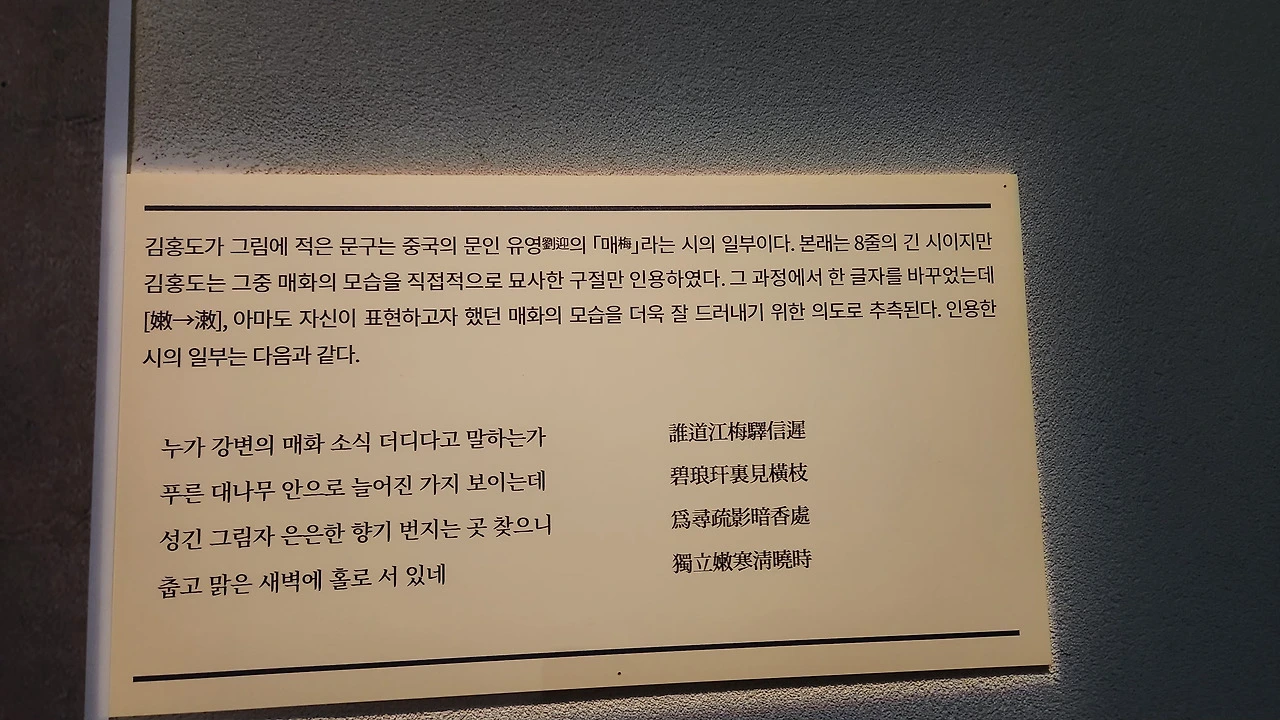 김홍도가 그림에 적은 문구는 중국의 문인 유영劉迎의 「매梅」라는 시의 일부이다. 본래는 8줄의 긴 시이지만
김홍도는 그중 매화의 모습을 직접적으로 묘사한 구절만 인용하였다. 그 과정에서 한 글자를 바꾸었는데
[嫩→漱], 아마도 자신이 표현하고자 했던 매화의 모습을 더욱 잘 드러내기 위한 의도로 추측된다. 인용한
시의 일부는 다음과 같다.
누가 강변의 매화 소식 더디다고 말하는가
푸른 대나무 안으로 늘어진 가지 보이는데
성긴 그림자 은은한 향기 번지는 곳 찾으니
춥고 맑은 새벽에 홀로 서 있네
誰道江梅驛信遲
碧琅玕裏見橫枝
爲尋疏影暗香處
獨立嫩寒淸曉時